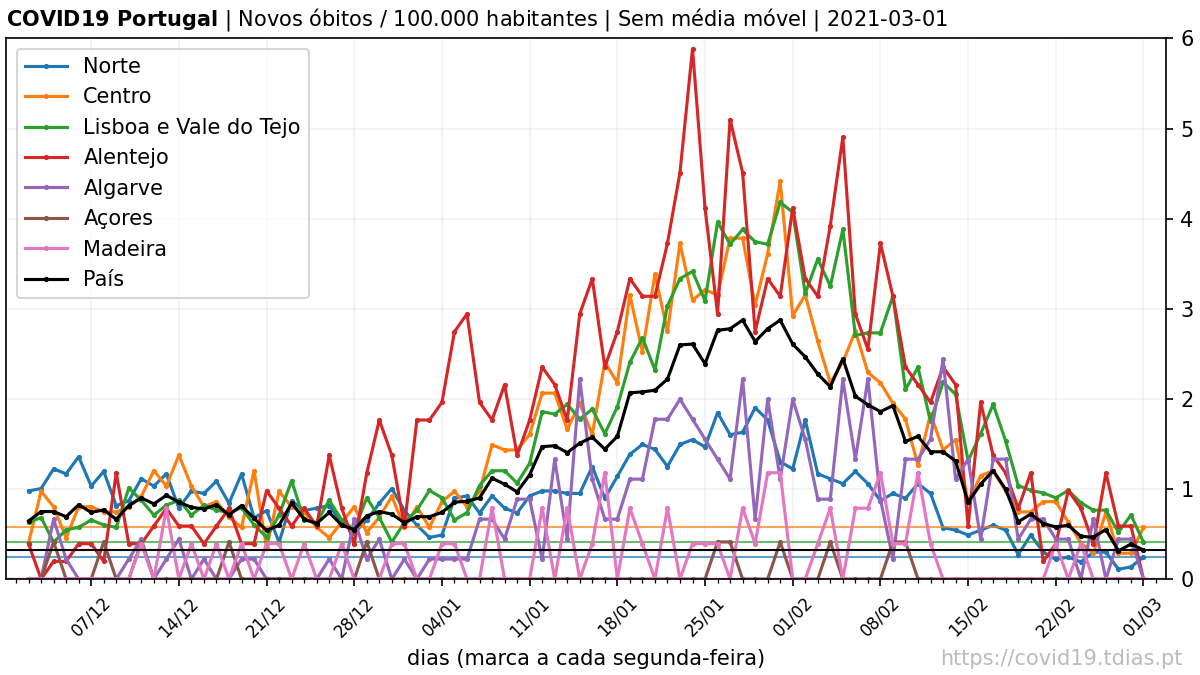 COVID19 Portugal | Novos óbitos / 100.000 habitantes | Sem média móvel | 2021-03-01
Norte
Centro
Lisboa e Vale do Tejo
Alentejo
Algarve
Açores
Madeira
País
6
5
4
3
2
1
0
07/12 14/12 21/12 28/12 04/01 11/01 18/01 25/01 01/02 08/02 15/02 22/02 01/03
dias (marca a cada segunda-feira)
https://covid19.tdias.pt